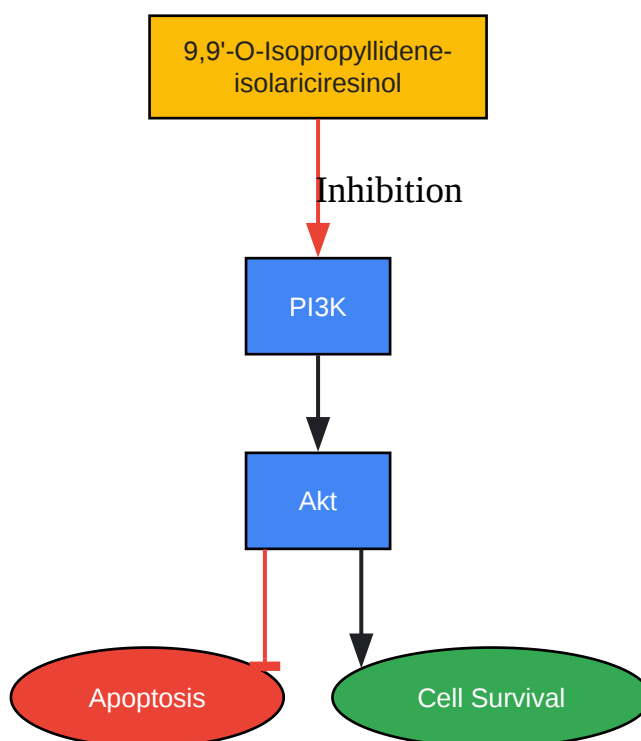 9,9'-O-Isopropyllidene-
isolariciresinol
Inhibition
PI3K
Akt
Apoptosis
Cell Survival